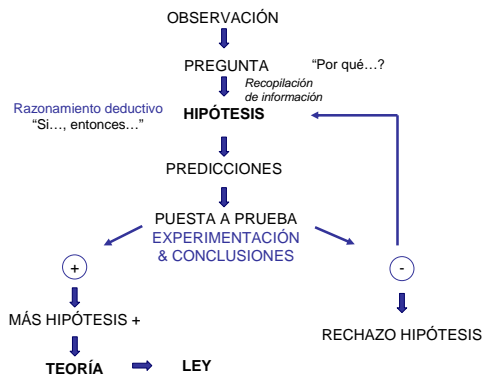 OBSERVACIÓN
PREGUNTA
“Por qué…?
Recopilación
de información
Razonamiento deductivo
“Si…, entonces…”
HIPÓTESIS
PREDICCIONES
PUESTA A PRUEBA
EXPERIMENTACIÓN
& CONCLUSIONES
+
-
MÁS HIPÓTESIS +
RECHAZO HIPÓTESIS
TEORÍA
LEY